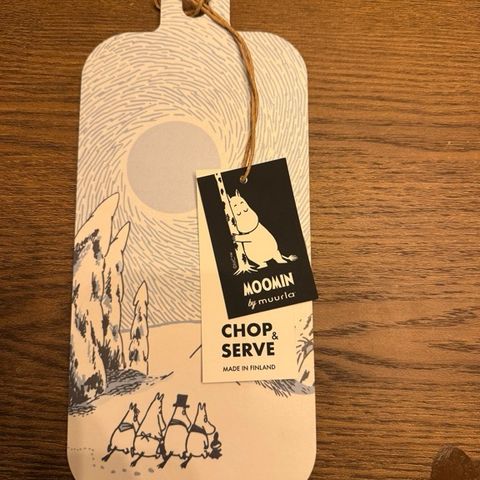 MOOMIN
by muurla
CHOP &
SERVE
MADE IN FINLAND